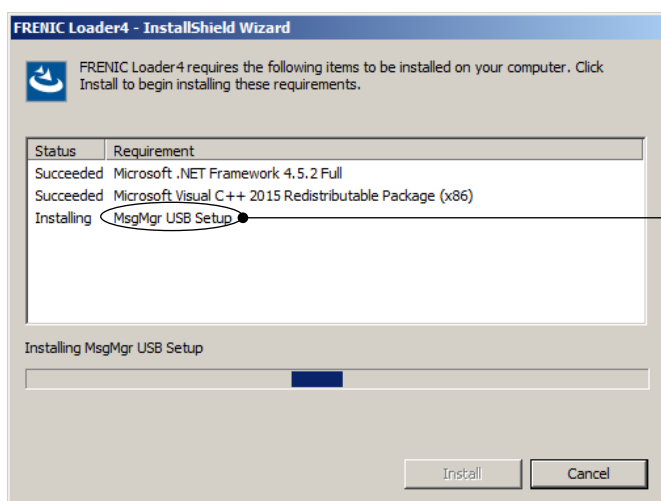 FRENIC Loader4 - InstallShield Wizard
FRENIC Loader4 requires the following items to be installed on your computer. Click
Install to begin installing these requirements.
Status Requirement
Succeeded Microsoft .NET Framework 4.5.2 Full
Succeeded Microsoft Visual C++ 2015 Redistributable Package (x86)
Installing MsgMgr USB Setup
Installing MsgMgr USB Setup
Install Cancel